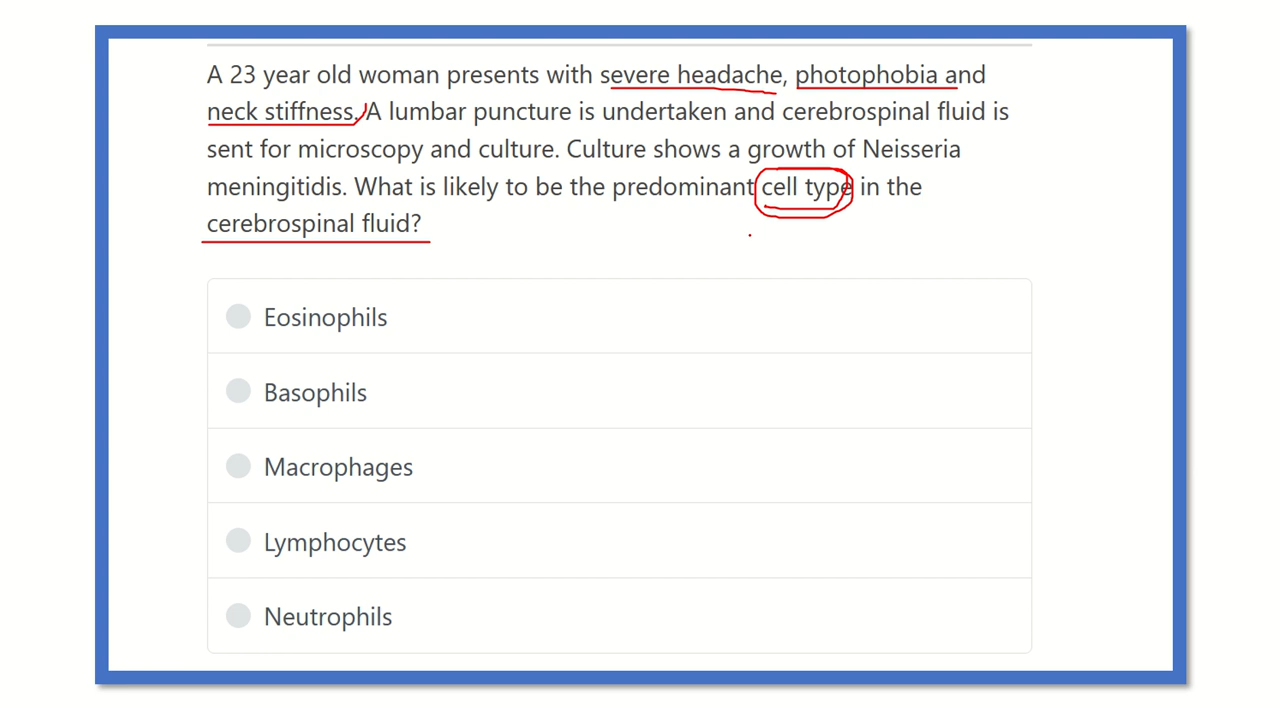 A 23 year old woman presents with severe headache, photophobia and
neck stiffness. A lumbar puncture is undertaken and cerebrospinal fluid is
sent for microscopy and culture. Culture shows a growth of Neisseria
meningitidis. What is likely to be the predominant cell type in the
cerebrospinal fluid?
Eosinophils
Basophils
Macrophages
Lymphocytes
Neutrophils